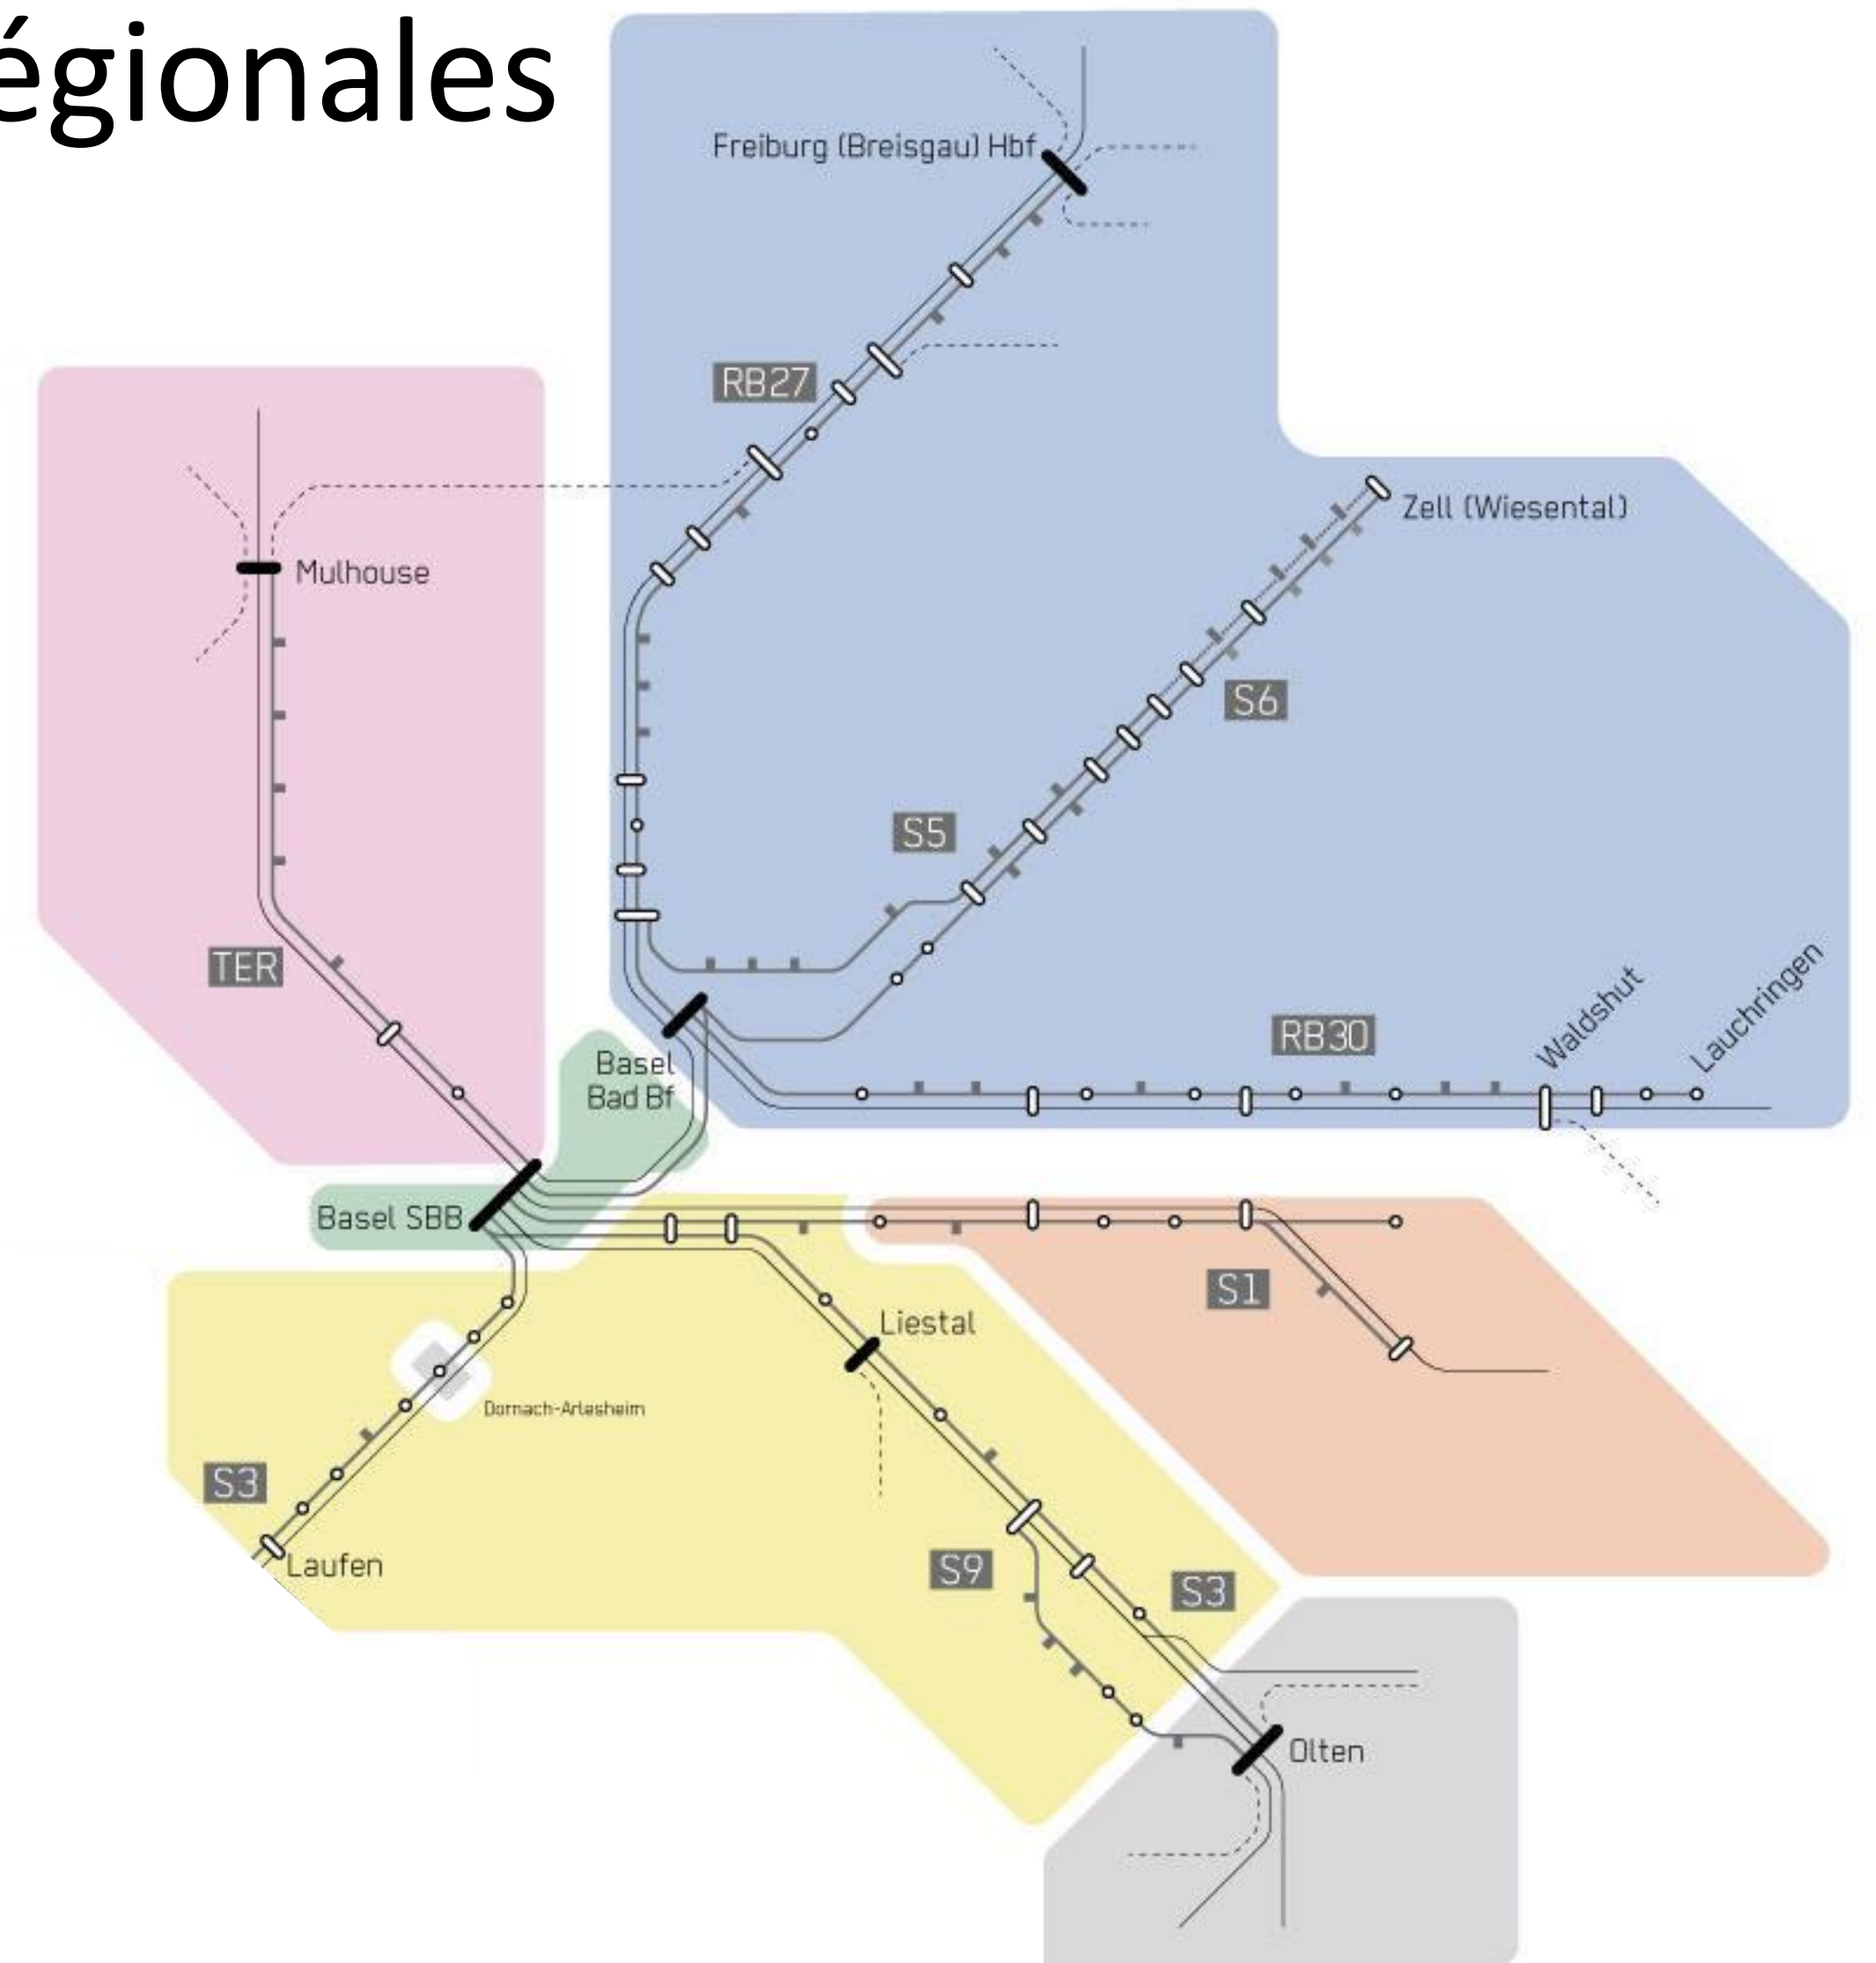 égionales
Freiburg (Breisgau) Hbf
RB27
Zell (Wiesental)
Mulhouse
S6
S5
TER
Waldshut
Lauchringen
RB30
Basel
Bad Bf
Basel SBB
S1
Liestal
Dornach-Arlesheim
S3
Laufen
S9
S3
Olten